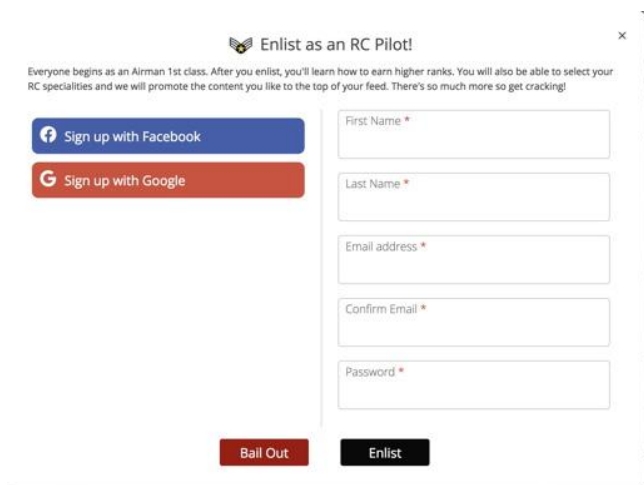 Enlist as an RC Pilot!
×
Everyone begins as an Airman 1st class. After you enlist, you'll learn how to earn higher ranks. You will also be able to select your
RC specialities and we will promote the content you like to the top of your feed. There's so much more so get cracking!
Sign up with Facebook
Sign up with Google
First Name *
Last Name *
Email address *
Confirm Email *
Password *
Bail Out
Enlist